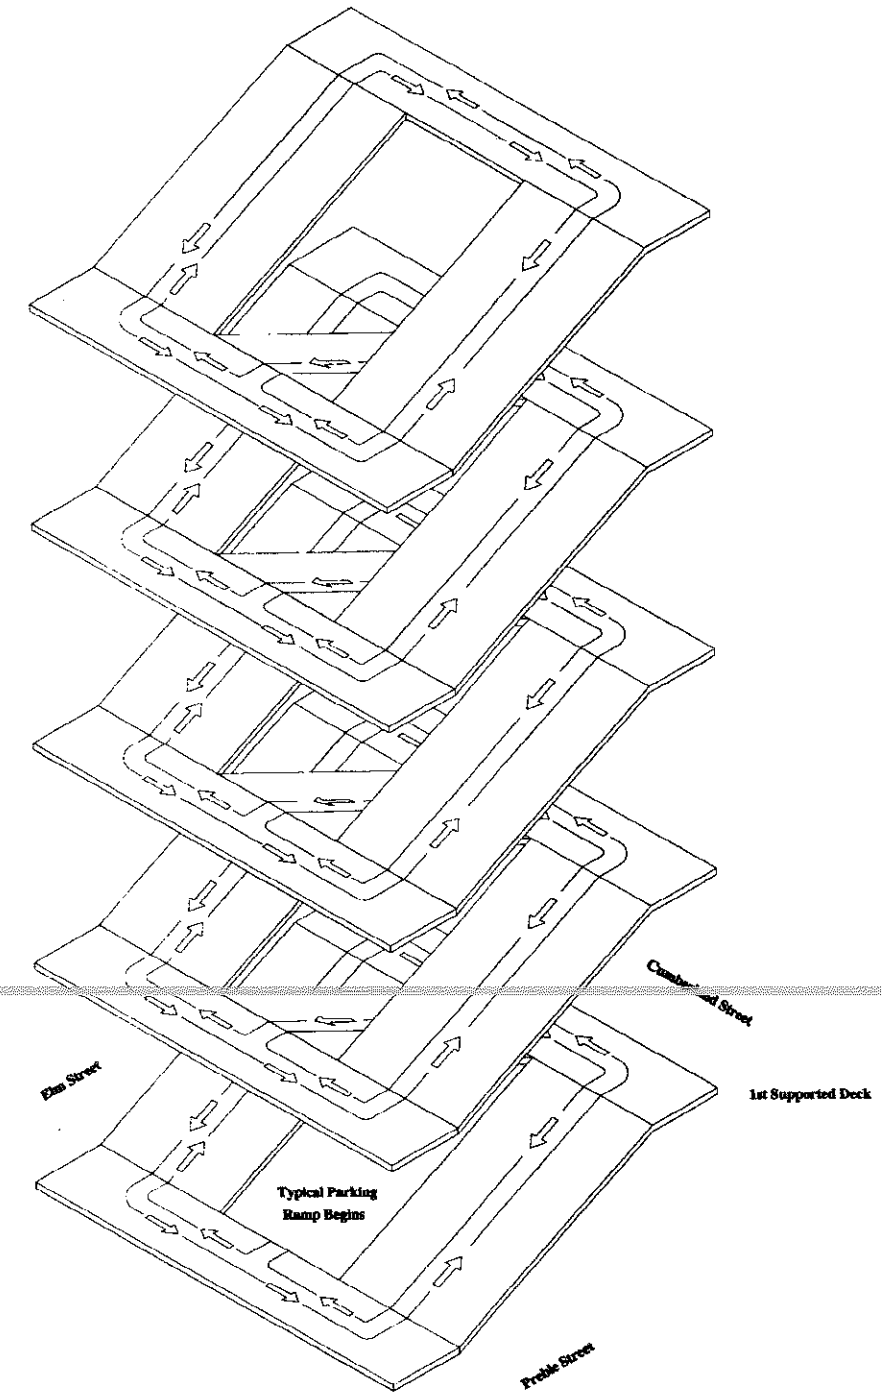 Street
Elm Street
1st Supported Deck
Typical Parking
Ramp Begins
Preble Street